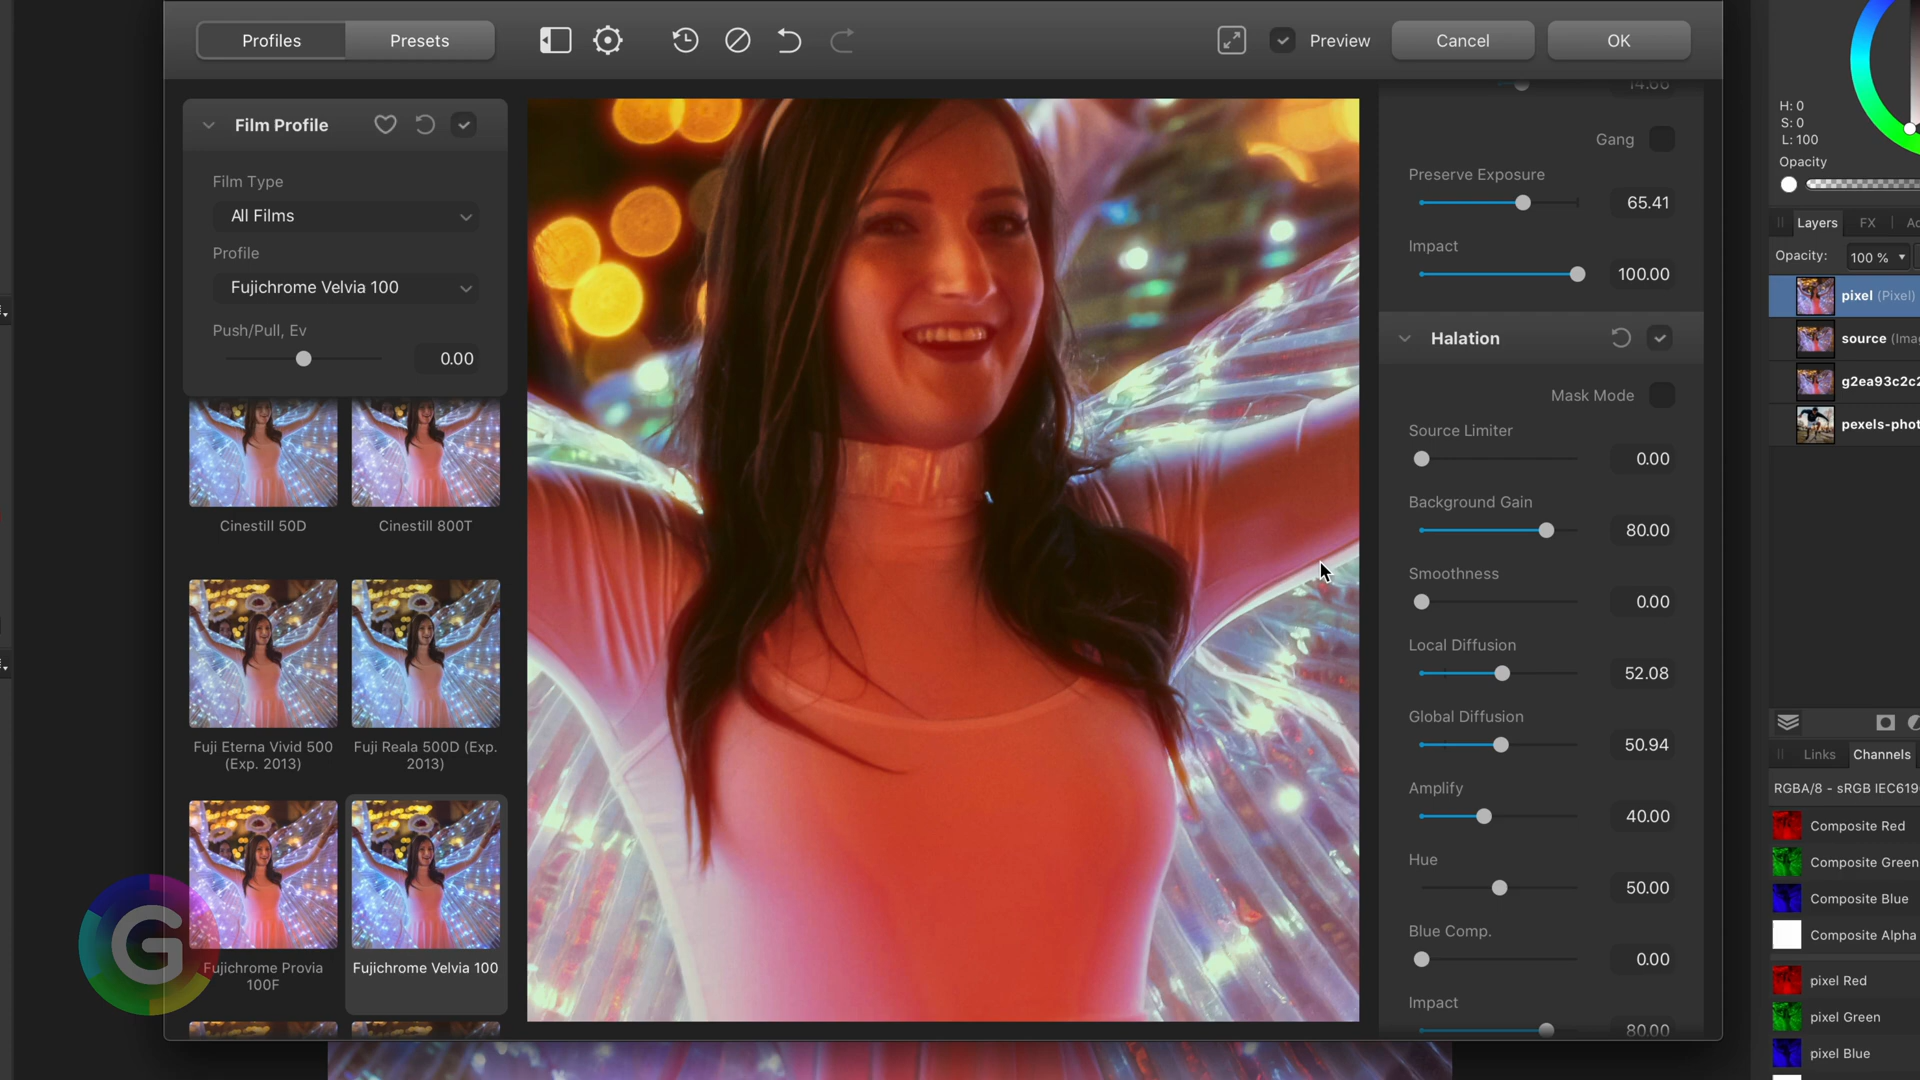 Profiles
Presets
Preview
Cancel
OK
Film Profile
Film Type
All Films
Profile
Fujichrome Velvia 100
Push/Pull, Ev
0.00
Cinestill 50D
Cinestill 800T
Fuji Eterna Vivid 500
(Exp. 2013)
Fuji Reala 500D (Exp.
2013)
Fujichrome Provia
100F
Fujichrome Velvia 100
G
14.66
Gang
Preserve Exposure
65.41
Impact
100.00
Halation
Mask Mode
Source Limiter
0.00
Background Gain
80.00
Smoothness
0.00
Local Diffusion
52.08
Global Diffusion
50.94
Amplify
40.00
Hue
50.00
Blue Comp.
0.00
Impact
80.00
H: 0
S: 0
L: 100
Opacity
Layers
FX
Opacity:
100 %
pixel (Pixel)
source (Imag
g2ea93c2c2
pexels-phot
Links
Channels
RGBA/8 - sRGB IEC619
Composite Red
Composite Green
Composite Blue
Composite Alpha
pixel Red
pixel Green
pixel Blue